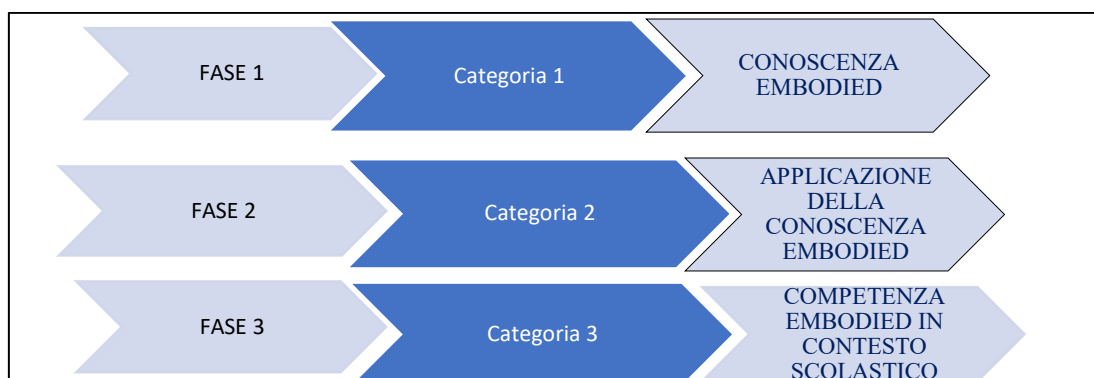 FASE 1
Categoria 1
CONOSCENZA
EMBODIED
FASE 2
Categoria 2
APPLICAZIONE
DELLA
CONOSCENZA
EMBODIED
FASE 3
Categoria 3
COMPETENZA
EMBODIED IN
CONTESTO
SCOLASTICO